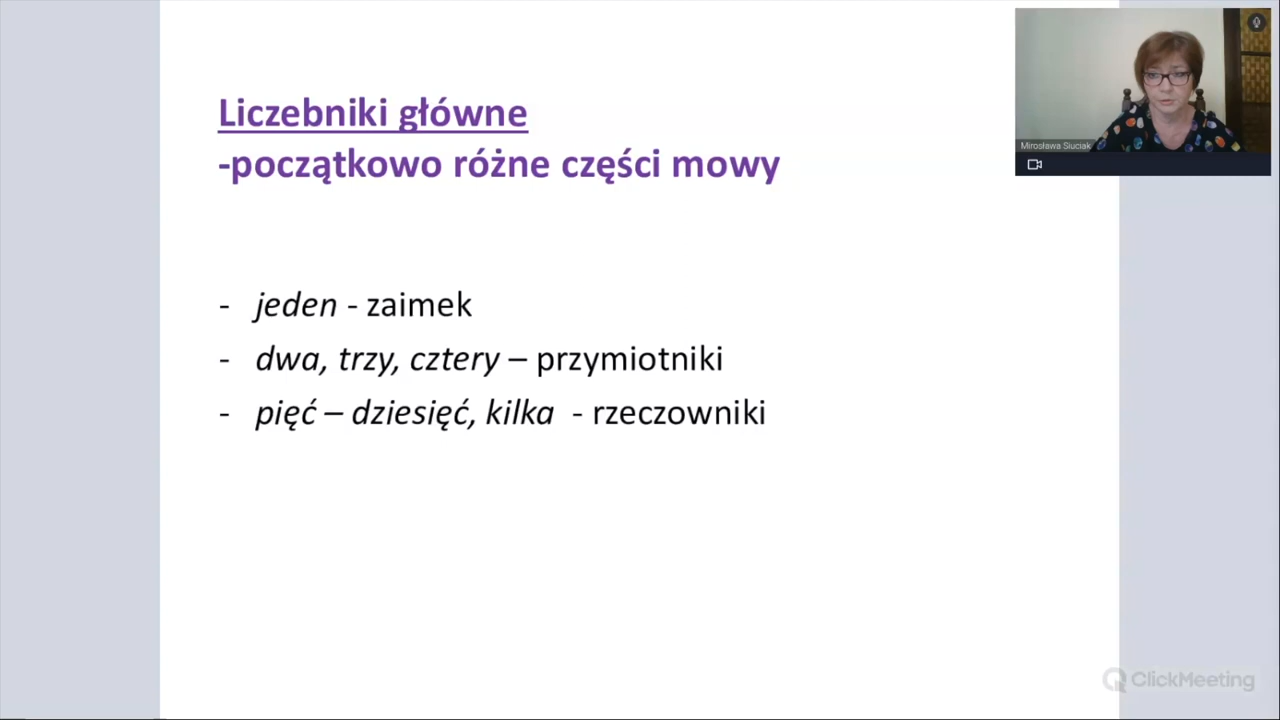 Liczebniki główne
-początkowo różne części mowy
- jeden - zaimek
- dwa, trzy, cztery – przymiotniki
- pięć – dziesięć, kilka - rzeczowniki
Mirosława Siuciak
ClickMeeting